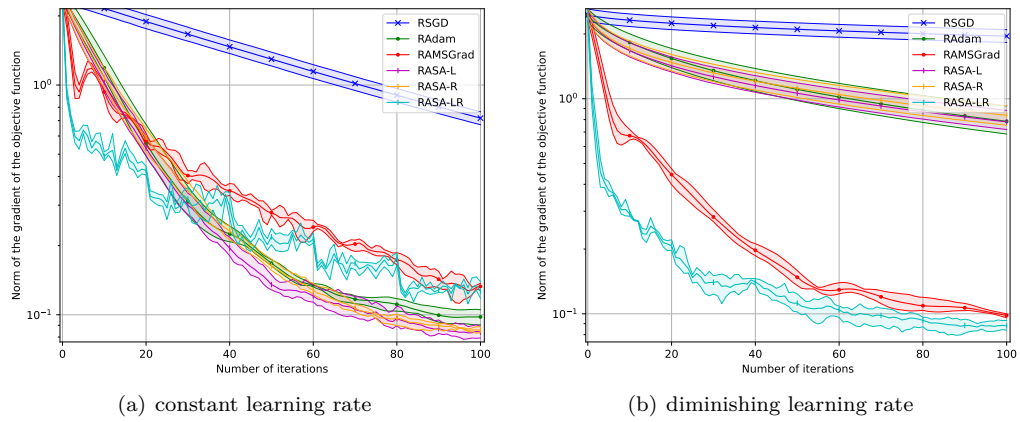 Norm of the gradient of the objective function
10⁰
10⁻¹
0
20
40
60
80
100
Number of iterations
RSGD
RAdam
RAMSGrad
RASA-L
RASA-R
RASA-LR
(a) constant learning rate
Norm of the gradient of the objective function
10⁰
10⁻¹
0
20
40
60
80
100
Number of iterations
RSGD
RAdam
RAMSGrad
RASA-L
RASA-R
RASA-LR
(b) diminishing learning rate